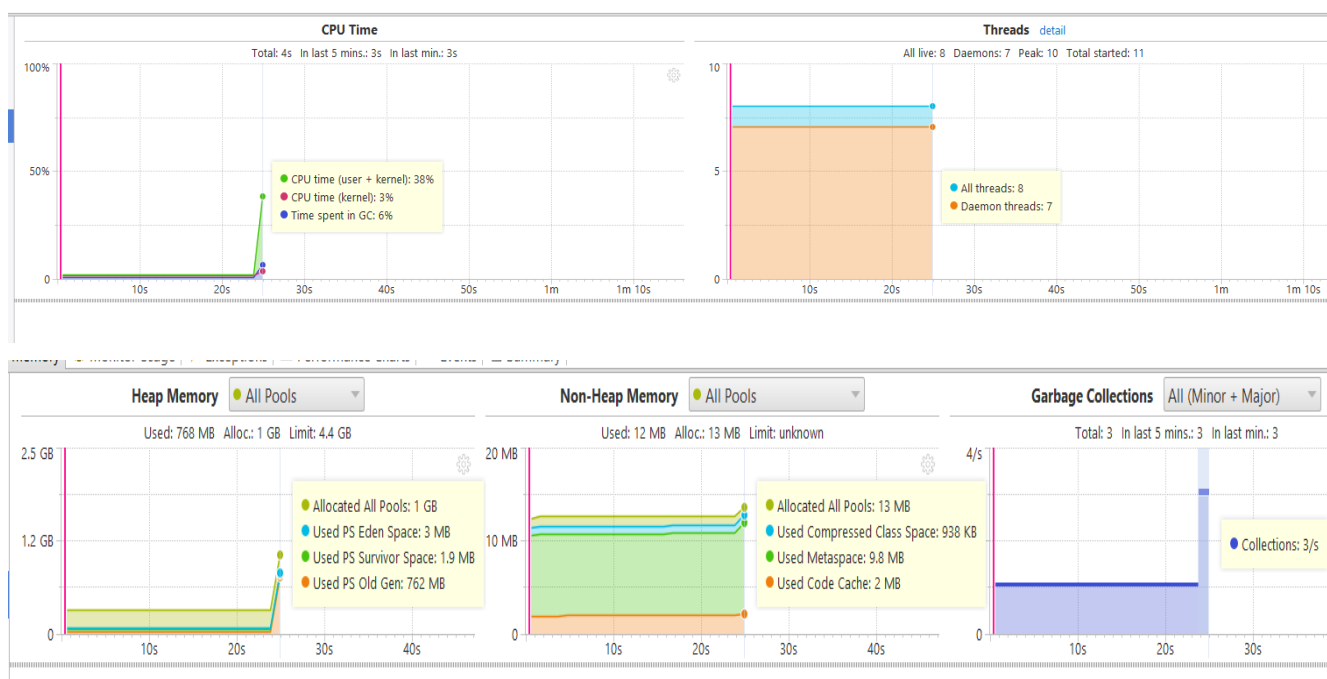 CPU Time
Total: 4s In last 5 mins.: 3s In last min.: 3s
100%
50%
0
10s 20s 30s 40s 50s 1m 1m 10s
CPU time (user + kernel): 38%
CPU time (kernel): 3%
Time spent in GC: 6%
Threads detail
All live: 8 Daemons: 7 Peak: 10 Total started: 11
10
5
0
10s 20s 30s 40s 50s 1m 1m 10s
All threads: 8
Daemon threads: 7
Heap Memory All Pools
Used: 768 MB Alloc.: 1 GB Limit: 4.4 GB
2.5 GB
1.2 GB
0
10s 20s 30s 40s
Allocated All Pools: 1 GB
Used PS Eden Space: 3 MB
Used PS Survivor Space: 1.9 MB
Used PS Old Gen: 762 MB
Non-Heap Memory All Pools
Used: 12 MB Alloc.: 13 MB Limit: unknown
20 MB
10 MB
0
10s 20s 30s 40s
Allocated All Pools: 13 MB
Used Compressed Class Space: 938 KB
Used Metaspace: 9.8 MB
Used Code Cache: 2 MB
Garbage Collections All (Minor + Major)
Total: 3 In last 5 mins.: 3 In last min.: 3
4/s
0
10s 20s 30s
Collections: 3/s